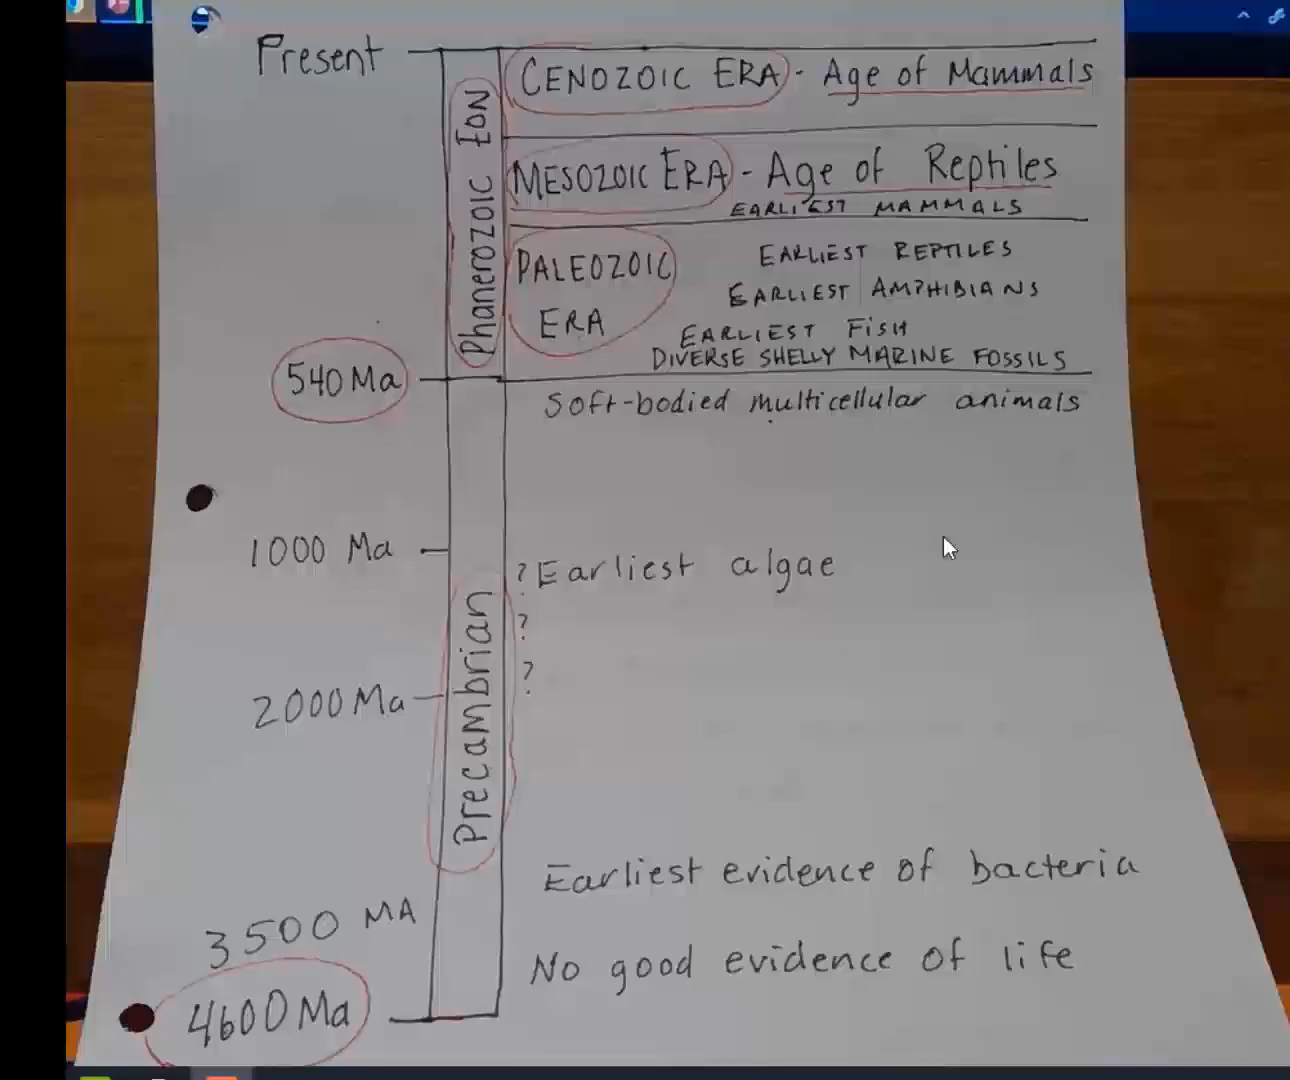 Present
CENOZOIC ERA - Age of Mammals
Phanerozoic EON
MESOZOIC ERA - Age of Reptiles
EARLIEST MAMMALS
PALEOZOIC ERA
EARLIEST REPTILES
EARLIEST AMPHIBIANS
EARLIEST FISH
DIVERSE SHELLY MARINE FOSSILS
540 Ma
Soft-bodied multicellular animals
1000 Ma
? Earliest algae
?
?
2000 Ma
Precambrian
Earliest evidence of bacteria
3500 MA
No good evidence of life
4600 Ma